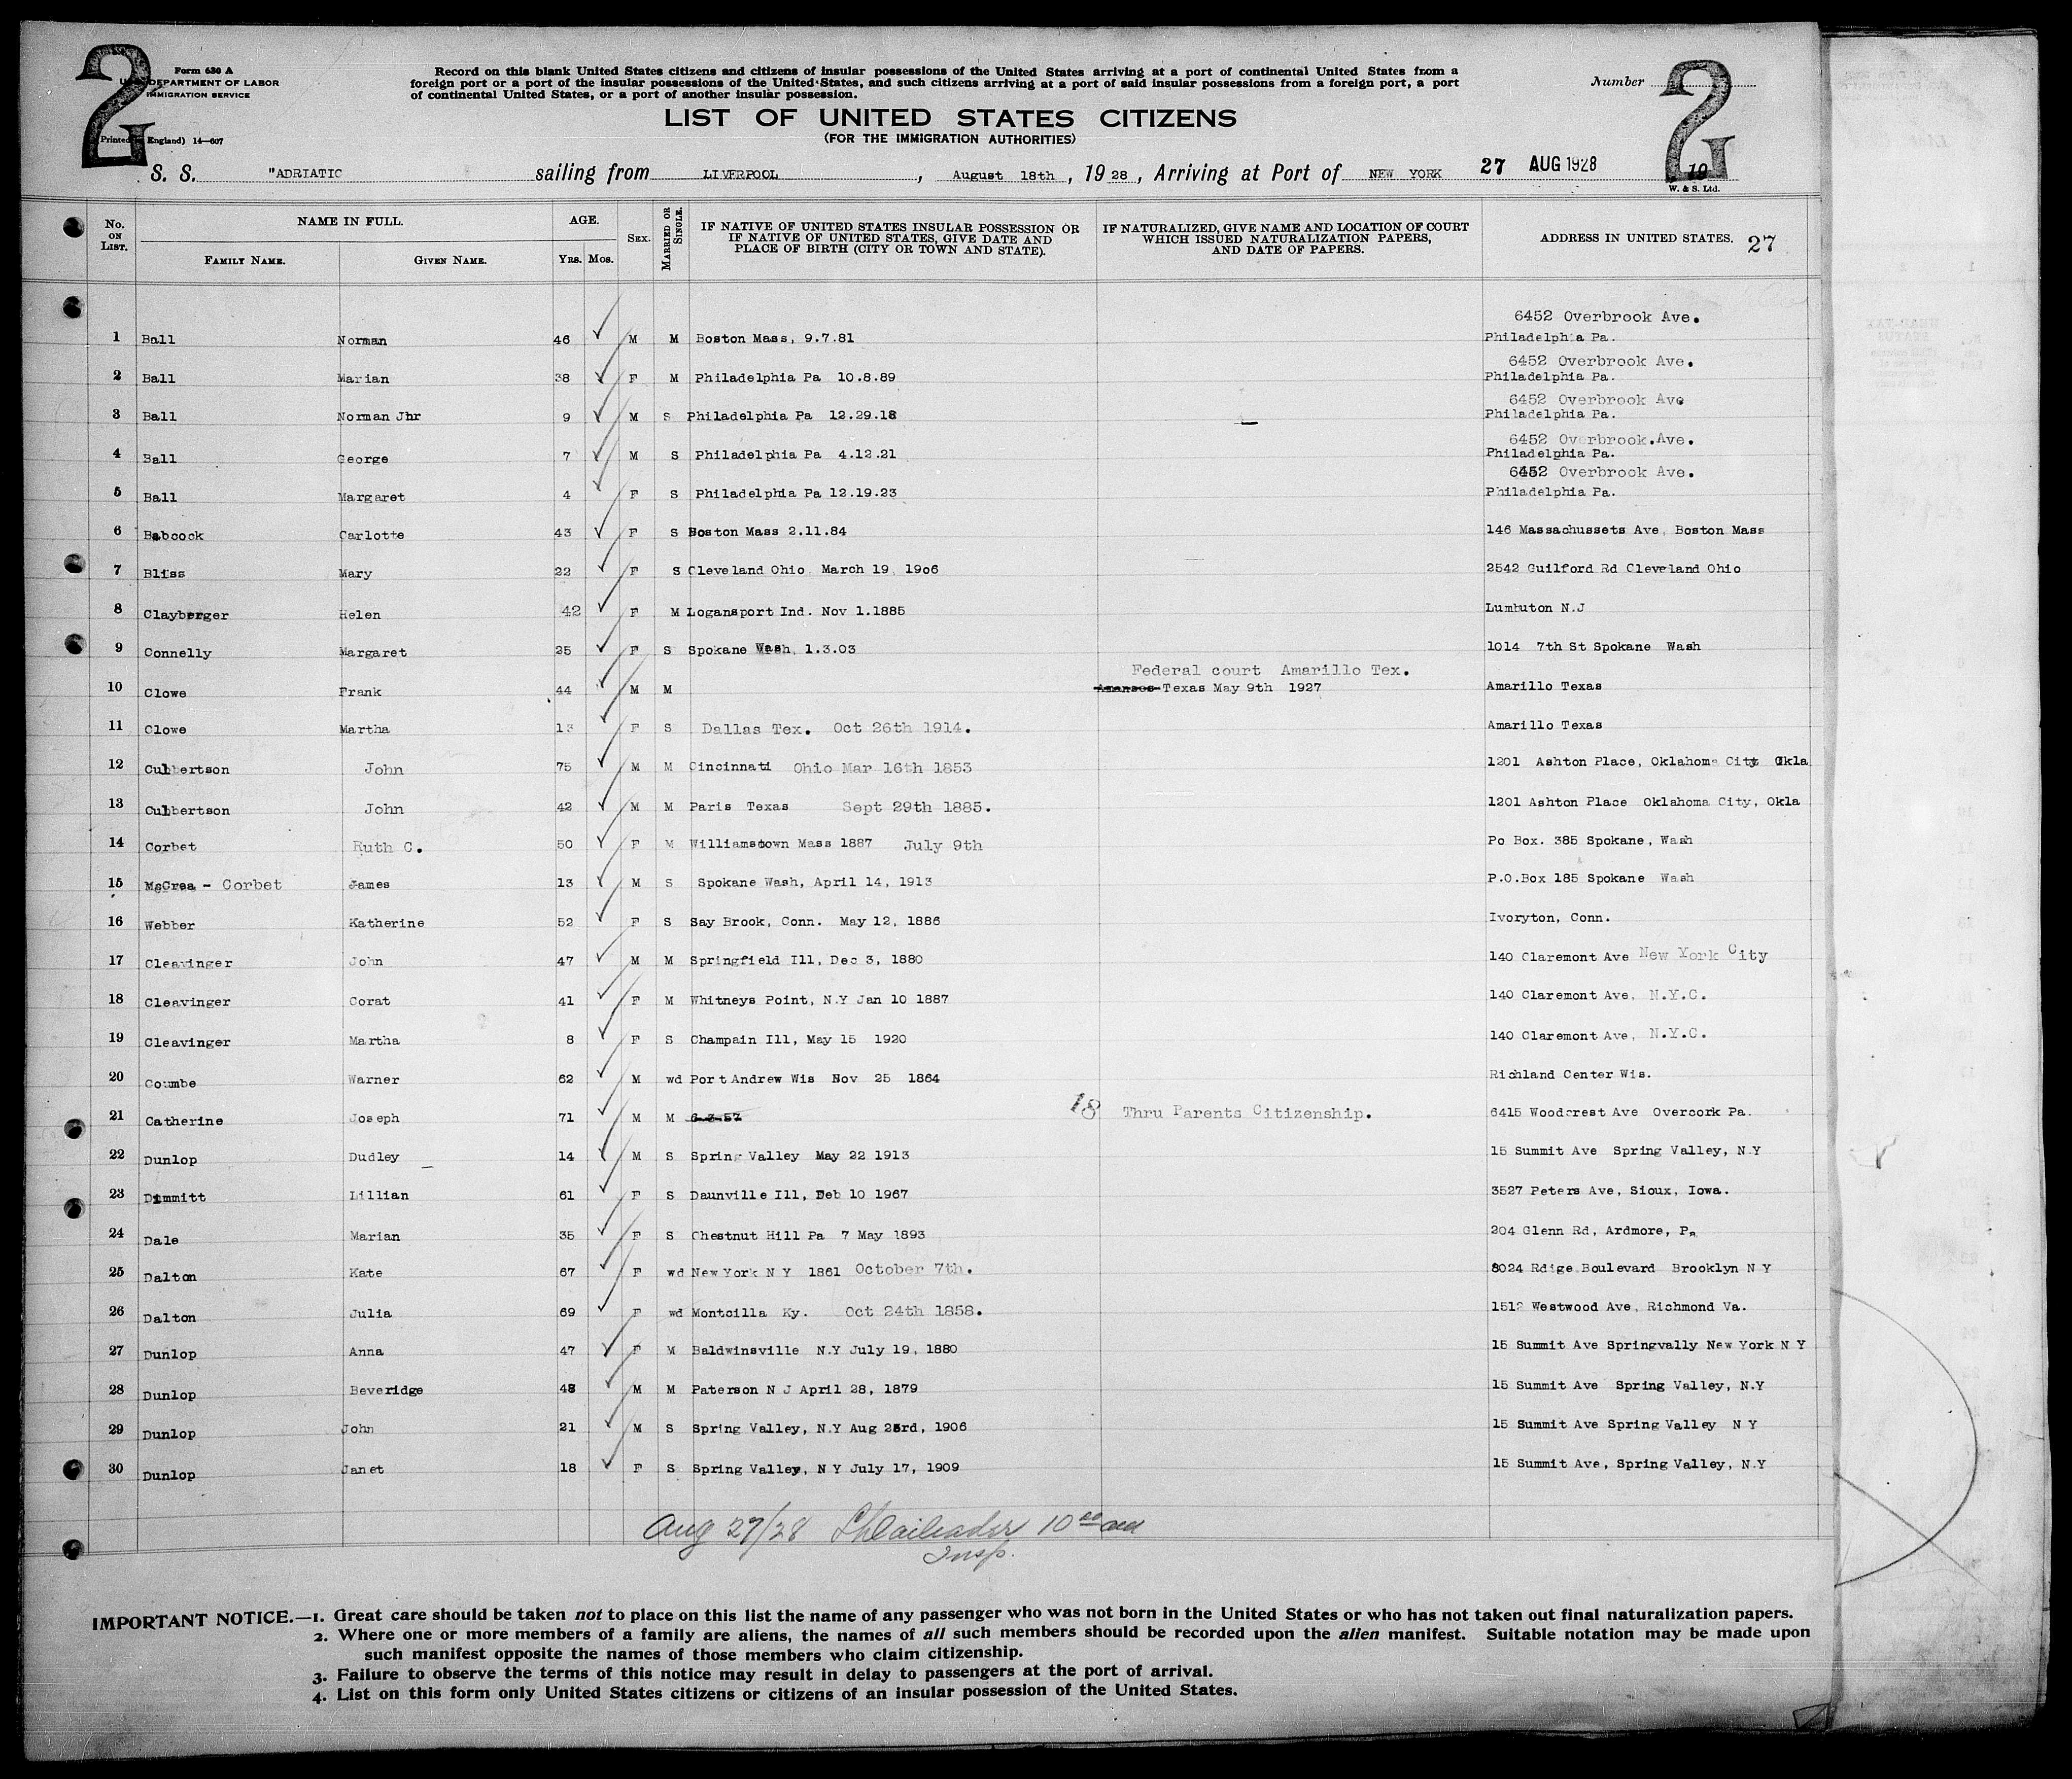 2
Form 630 A
U.S. DEPARTMENT OF LABOR
IMMIGRATION SERVICE
(Printed in England) 14—607
Record on this blank United States citizens and citizens of insular possessions of the United States arriving at a port of continental United States from a
foreign port or a port of the insular possessions of the United States, and such citizens arriving at a port of said insular possessions from a foreign port, a port
of continental United States, or a port of another insular possession.
Number
2
LIST OF UNITED STATES CITIZENS
(FOR THE IMMIGRATION AUTHORITIES)
S. S. "ADRIATIC sailing from LIVERPOOL, August 18th, 1928, Arriving at Port of NEW YORK 27 AUG 1928 19
W. & S. Ltd.
No. ON LIST. NAME IN FULL. FAMILY NAME. GIVEN NAME. AGE. YRS. MOS. SEX. MARRIED OR SINGLE. IF NATIVE OF UNITED STATES INSULAR POSSESSION OR IF NATIVE OF UNITED STATES, GIVE DATE AND PLACE OF BIRTH (CITY OR TOWN AND STATE). IF NATURALIZED, GIVE NAME AND LOCATION OF COURT WHICH ISSUED NATURALIZATION PAPERS, AND DATE OF PAPERS. ADDRESS IN UNITED STATES. 27
6452 Overbrook Ave.
1 Ball Norman 46 M M Boston Mass, 9.7.81 Philadelphia Pa.
6452 Overbrook Ave.
2 Ball Marian 38 F M Philadelphia Pa 10.8.89 Philadelphia Pa.
6452 Overbrook Ave
3 Ball Norman Jhr 9 M S Philadelphia Pa 12.29.18 Philadelphia Pa.
6452 Overbrook.Ave.
4 Ball George 7 M S Philadelphia Pa 4.12.21 Philadelphia Pa.
6452 Overbrook Ave.
5 Ball Margaret 4 F S Philadelphia Pa 12.19.23 Philadelphia Pa.
6 Babcock Carlotte 43 F S Boston Mass 2.11.84 146 Massachussets Ave, Boston Mass
7 Bliss Mary 22 F S Cleveland Ohio March 19, 1906 2542 Guilford Rd Cleveland Ohio
8 Clayberger Helen 42 F M Logansport Ind. Nov 1.1885 Lumbuton N.J
9 Connelly Margaret 25 F S Spokane Wash, 1.3.03 1014 7th St Spokane Wash
Federal court Amarillo Tex.
10 Clowe Frank 44 M M Texas May 9th 1927 Amarillo Texas
11 Clowe Martha 13 F S Dallas Tex. Oct 26th 1914. Amarillo Texas
12 Culbertson John 75 M M Cincinnati Ohio Mar 16th 1853 1201 Ashton Place, Oklahoma City Okla
13 Culbertson John 42 M M Paris Texas Sept 29th 1885. 1201 Ashton Place Oklahoma City, Okla
14 Corbet Ruth C. 50 F M Williamstown Mass 1887 July 9th Po Box. 385 Spokane, Wash
15 McCrea - Corbet James 13 M S Spokane Wash, April 14, 1913 P.O.Box 185 Spokane Wash
16 Webber Katherine 52 F S Say Brook, Conn. May 12, 1886 Ivoryton, Conn.
17 Cleavinger John 47 M M Springfield Ill, Dec 3, 1880 140 Claremont Ave New York City
18 Cleavinger Corat 41 F M Whitneys Point, N.Y Jan 10 1887 140 Claremont Ave, N.Y.C.
19 Cleavinger Martha 8 F S Champain Ill, May 15 1920 140 Claremont Ave, N.Y.C.
20 Coumbe Warner 62 M wd Port Andrew Wis Nov 25 1864 Richland Center Wis.
21 Catherine Joseph 71 M M 6-3-57 18 Thru Parents Citizenship. 6415 Woodcrest Ave Overcork Pa.
22 Dunlop Dudley 14 M S Spring Valley May 22 1913 15 Summit Ave Spring Valley, N.Y
23 Dimmitt Lillian 61 F S Daunville Ill, Feb 10 1967 3527 Peters Ave, Sioux, Iowa.
24 Dale Marian 35 F S Chestnut Hill Pa 7 May 1893 204 Glenn Rd, Ardmore, Pa
25 Dalton Kate 67 F wd New York N Y 1861 October 7th. 8024 Rdige Boulevard Brooklyn N Y
26 Dalton Julia 69 F wd Montcilla Ky. Oct 24th 1858. 1512 Westwood Ave, Richmond Va.
27 Dunlop Anna 47 F M Baldwinsville N.Y July 19, 1880 15 Summit Ave Springvally New York N Y
28 Dunlop Beveridge 48 M M Paterson N J April 28, 1879 15 Summit Ave Spring Valley, N.Y
29 Dunlop John 21 M S Spring Valley, N.Y Aug 23rd, 1906 15 Summit Ave Spring Valley N Y
30 Dunlop Janet 18 F S Spring Valley, N Y July 17, 1909 15 Summit Ave, Spring Valley, N.Y
Aug 27/28 10 00 am
Insp.
IMPORTANT NOTICE.—1. Great care should be taken not to place on this list the name of any passenger who was not born in the United States or who has not taken out final naturalization papers.
2. Where one or more members of a family are aliens, the names of all such members should be recorded upon the alien manifest. Suitable notation may be made upon
such manifest opposite the names of those members who claim citizenship.
3. Failure to observe the terms of this notice may result in delay to passengers at the port of arrival.
4. List on this form only United States citizens or citizens of an insular possession of the United States.